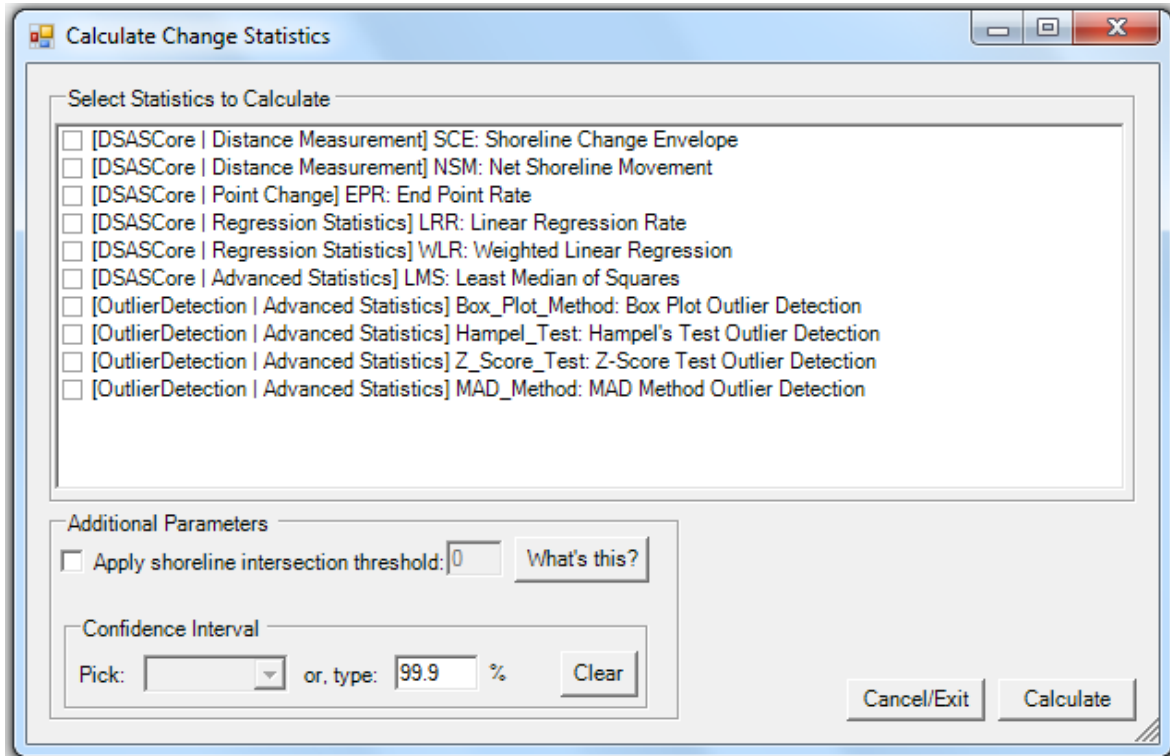 Calculate Change Statistics
Select Statistics to Calculate
[DSASCore | Distance Measurement] SCE: Shoreline Change Envelope
[DSASCore | Distance Measurement] NSM: Net Shoreline Movement
[DSASCore | Point Change] EPR: End Point Rate
[DSASCore | Regression Statistics] LRR: Linear Regression Rate
[DSASCore | Regression Statistics] WLR: Weighted Linear Regression
[DSASCore | Advanced Statistics] LMS: Least Median of Squares
[OutlierDetection | Advanced Statistics] Box_Plot_Method: Box Plot Outlier Detection
[OutlierDetection | Advanced Statistics] Hampel_Test: Hampel's Test Outlier Detection
[OutlierDetection | Advanced Statistics] Z_Score_Test: Z-Score Test Outlier Detection
[OutlierDetection | Advanced Statistics] MAD_Method: MAD Method Outlier Detection
Additional Parameters
Apply shoreline intersection threshold: 0 What's this?
Confidence Interval
Pick: or, type: 99.9 % Clear
Cancel/Exit Calculate